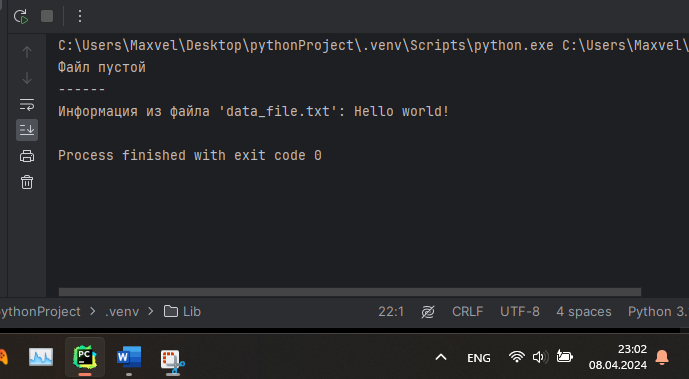 C:\Users\Maxvel\Desktop\pythonProject\.venv\Scripts\python.exe C:\Users\Maxvel\
Файл пустой
------
Информация из файла 'data_file.txt': Hello world!
Process finished with exit code 0
ythonProject > .venv > Lib 22:1 CRLF UTF-8 4 spaces Python 3.
PC W ENG 23:02
08.04.2024